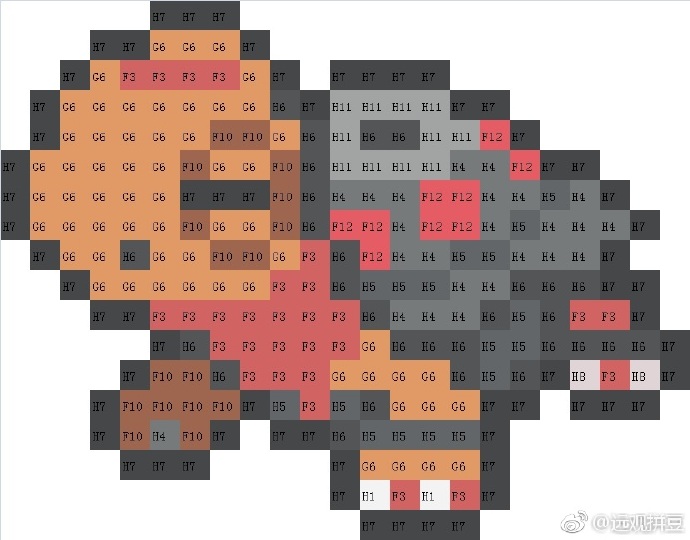 H7 H7 H7
H7 H7 G6 G6 G6 H7
H7 G6 F3 F3 F3 F3 G6 H7 H7 H7 H7 H7
H7 G6 G6 G6 G6 G6 G6 G6 H6 H7 H11 H11 H11 H11 H7 H7
H7 G6 G6 G6 G6 G6 F10 F10 G6 H6 H11 H6 H6 H11 H11 F12 H7
H7 G6 G6 G6 G6 G6 F10 G6 G6 F10 H6 H11 H11 H11 H11 H4 H4 F12 H7 H7
H7 G6 G6 G6 G6 G6 H7 H7 H7 F10 H6 H4 H4 H4 F12 F12 H4 H4 H5 H4 H7
H7 G6 G6 G6 G6 G6 F10 G6 G6 F10 H6 F12 F12 H4 F12 F12 H4 H5 H4 H4 H4 H7
H7 G6 G6 H6 G6 G6 F10 F10 G6 F3 H6 F12 H4 H4 H5 H5 H4 H4 H4 H7
H7 G6 G6 G6 G6 G6 G6 F3 F3 H6 H5 H5 H5 H4 H4 H5 H6 H6 H6 H7 H7
H7 H7 F3 F3 F3 F3 F3 F3 F3 H6 H4 H4 H4 H5 H6 H6 F3 F3 H7
H7 H6 F3 F3 F3 F3 F3 G6 H6 H6 H6 H5 H6 H6 H6 H6 H6 H7
H7 F10 F10 H6 F3 F3 F3 G6 G6 G6 G6 H6 H5 H6 H7 H8 F3 H8 H7
H7 F10 F10 F10 F10 H7 H5 F3 H5 H6 G6 G6 G6 H7 H7 H7 H7 H7
H7 F10 H4 F10 H7 H7 H7 H6 H5 H5 H5 H5 H7
H7 H7 H7 H7 G6 G6 G6 G6 H7
H7 H1 F3 H1 F3 H7
H7 H7 H7 H7
@远观拼豆